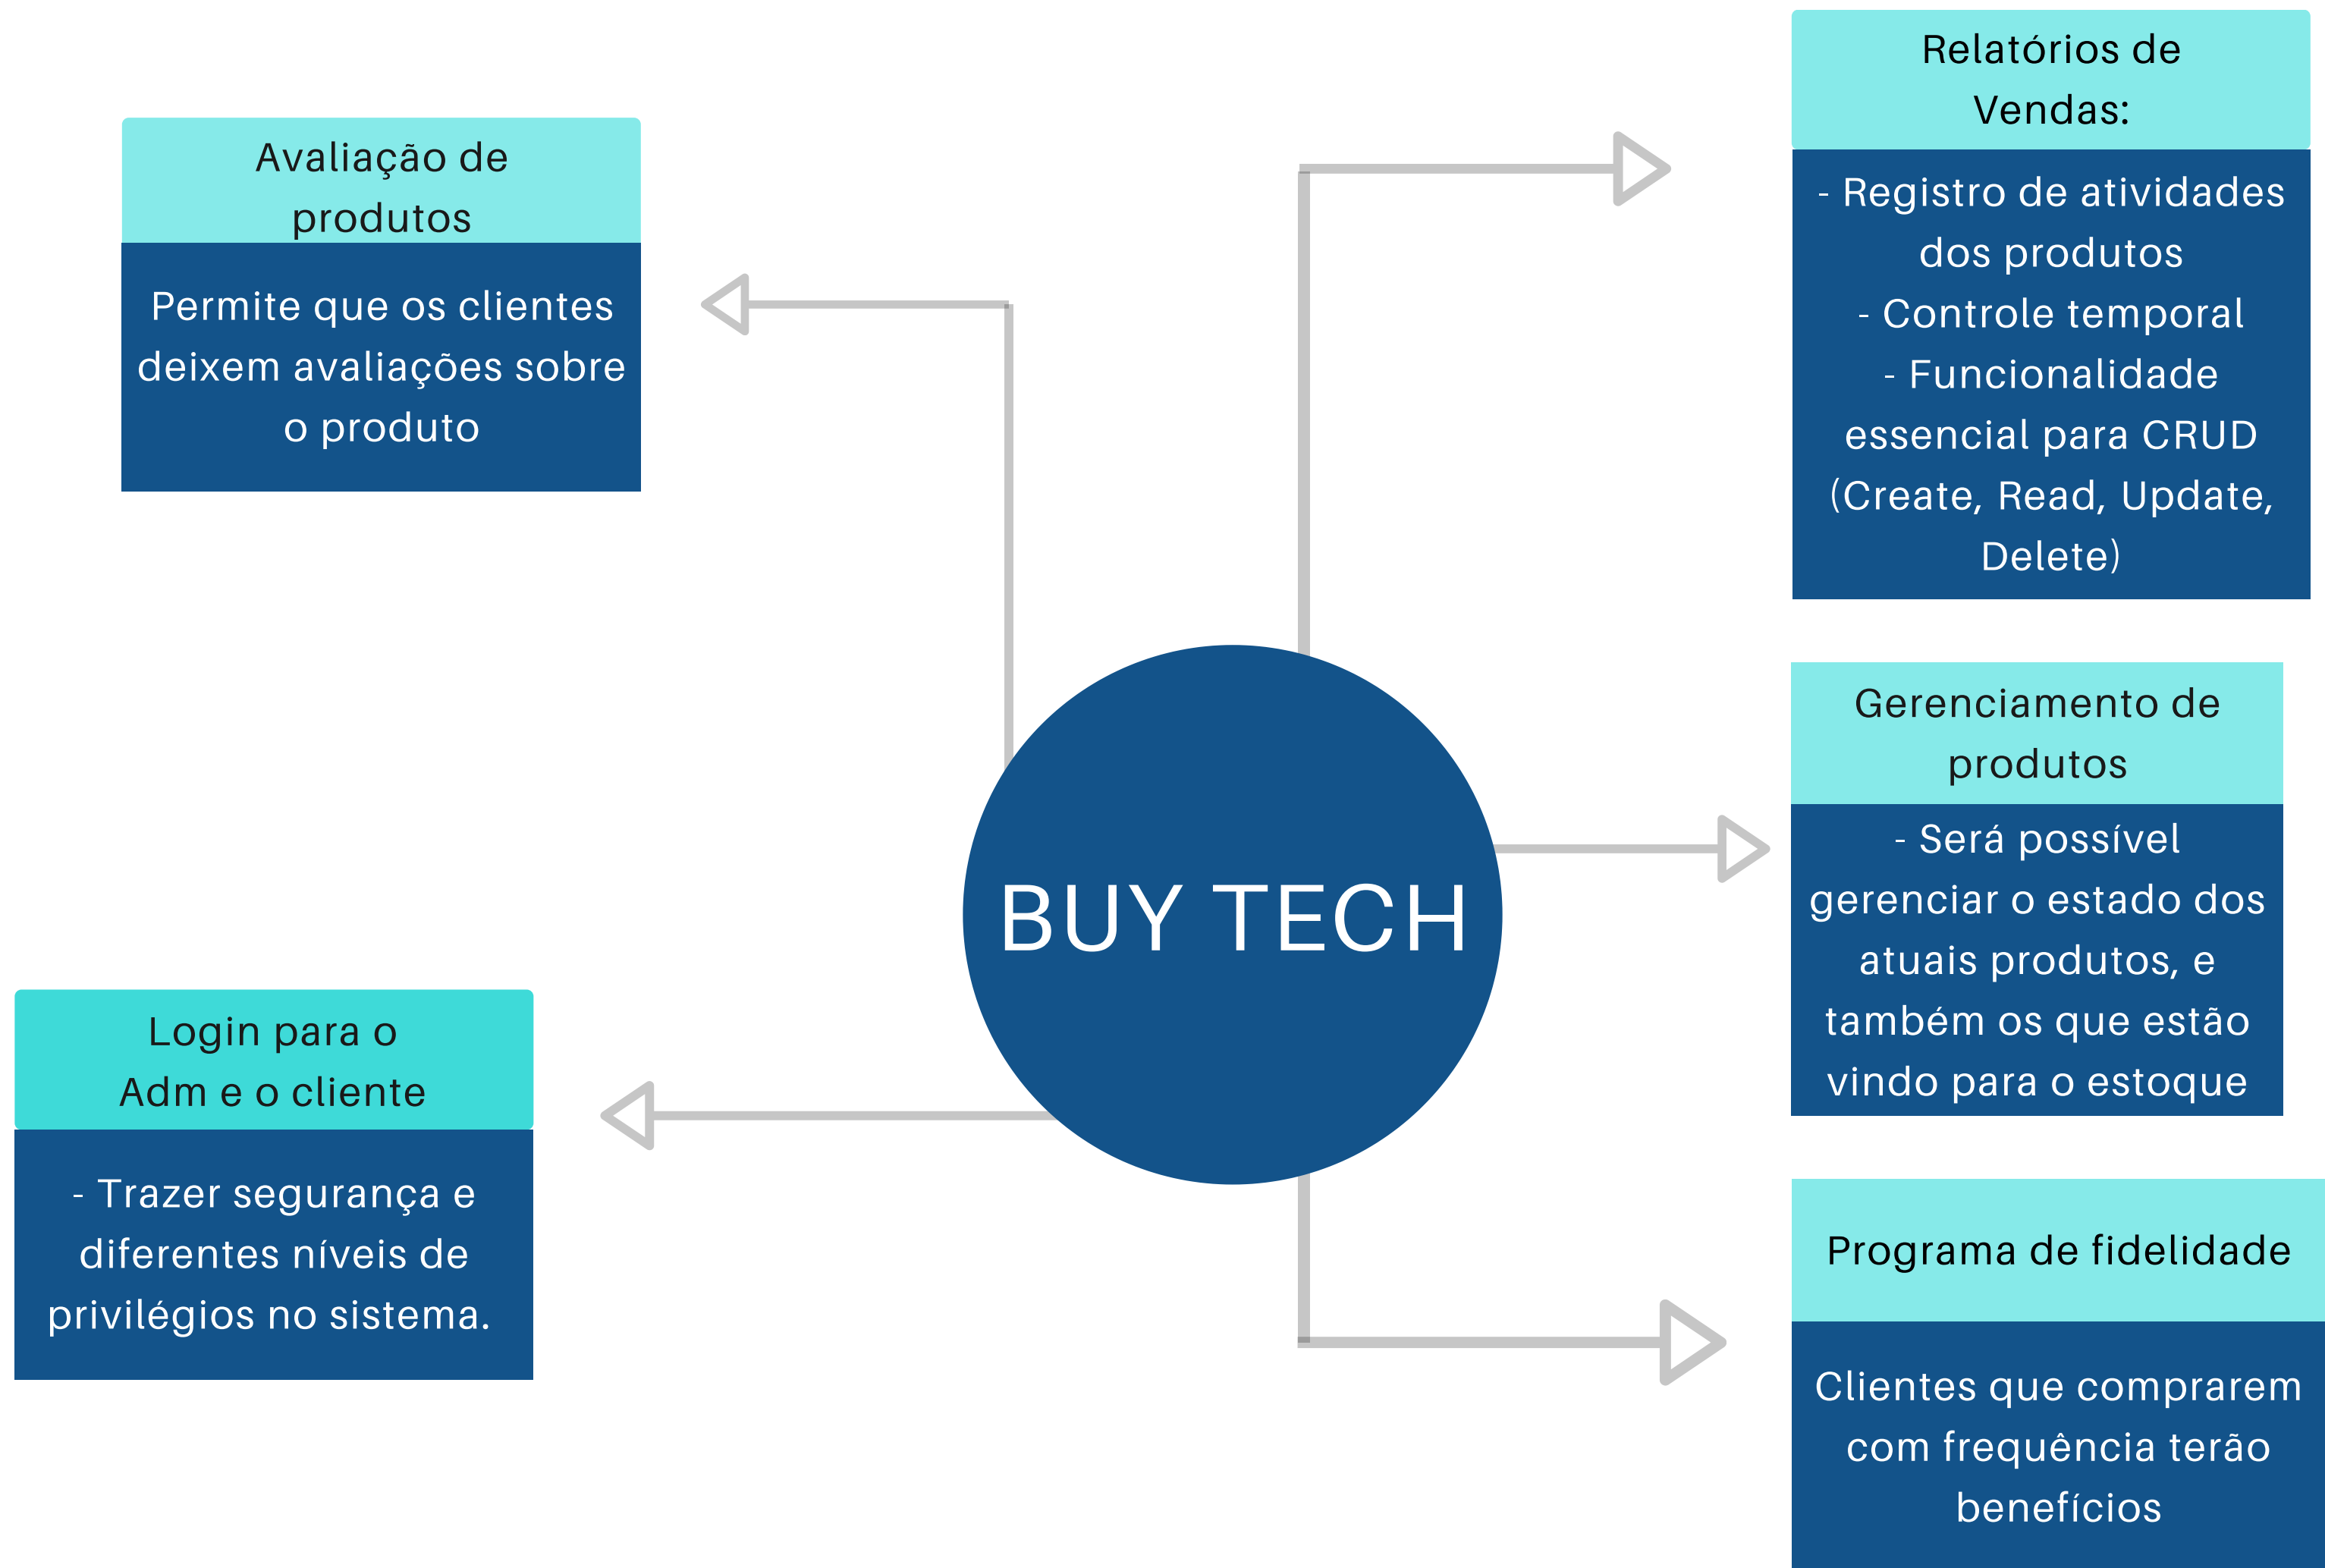 Avaliação de
produtos
Permite que os clientes
deixem avaliações sobre
o produto
Relatórios de
Vendas:
- Registro de atividades
dos produtos
- Controle temporal
- Funcionalidade
essencial para CRUD
(Create, Read, Update,
Delete)
BUY TECH
Gerenciamento de
produtos
- Será possível
gerenciar o estado dos
atuais produtos, e
também os que estão
vindo para o estoque
Login para o
Adm e o cliente
- Trazer segurança e
diferentes níveis de
privilégios no sistema.
Programa de fidelidade
Clientes que comprarem
com frequência terão
benefícios